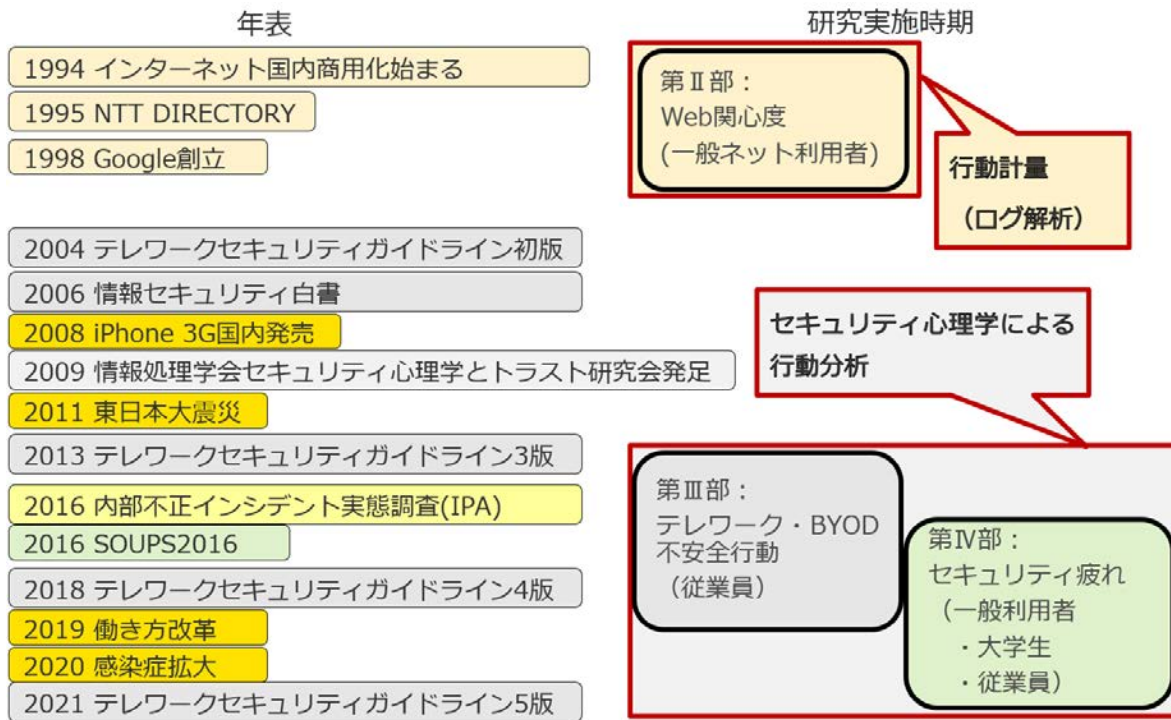 年表
1994 インターネット国内商用化始まる
1995 NTT DIRECTORY
1998 Google創立
2004 テレワークセキュリティガイドライン初版
2006 情報セキュリティ白書
2008 iPhone 3G国内発売
2009 情報処理学会セキュリティ心理学とトラスト研究会発足
2011 東日本大震災
2013 テレワークセキュリティガイドライン3版
2016 内部不正インシデント実態調査(IPA)
2016 SOUPS2016
2018 テレワークセキュリティガイドライン4版
2019 働き方改革
2020 感染症拡大
2021 テレワークセキュリティガイドライン5版
研究実施時期
第Ⅱ部：
Web関心度
(一般ネット利用者)
行動計量
（ログ解析）
セキュリティ心理学による
行動分析
第Ⅲ部：
テレワーク・BYOD
不安全行動
（従業員）
第Ⅳ部：
セキュリティ疲れ
（一般利用者
・大学生
・従業員）